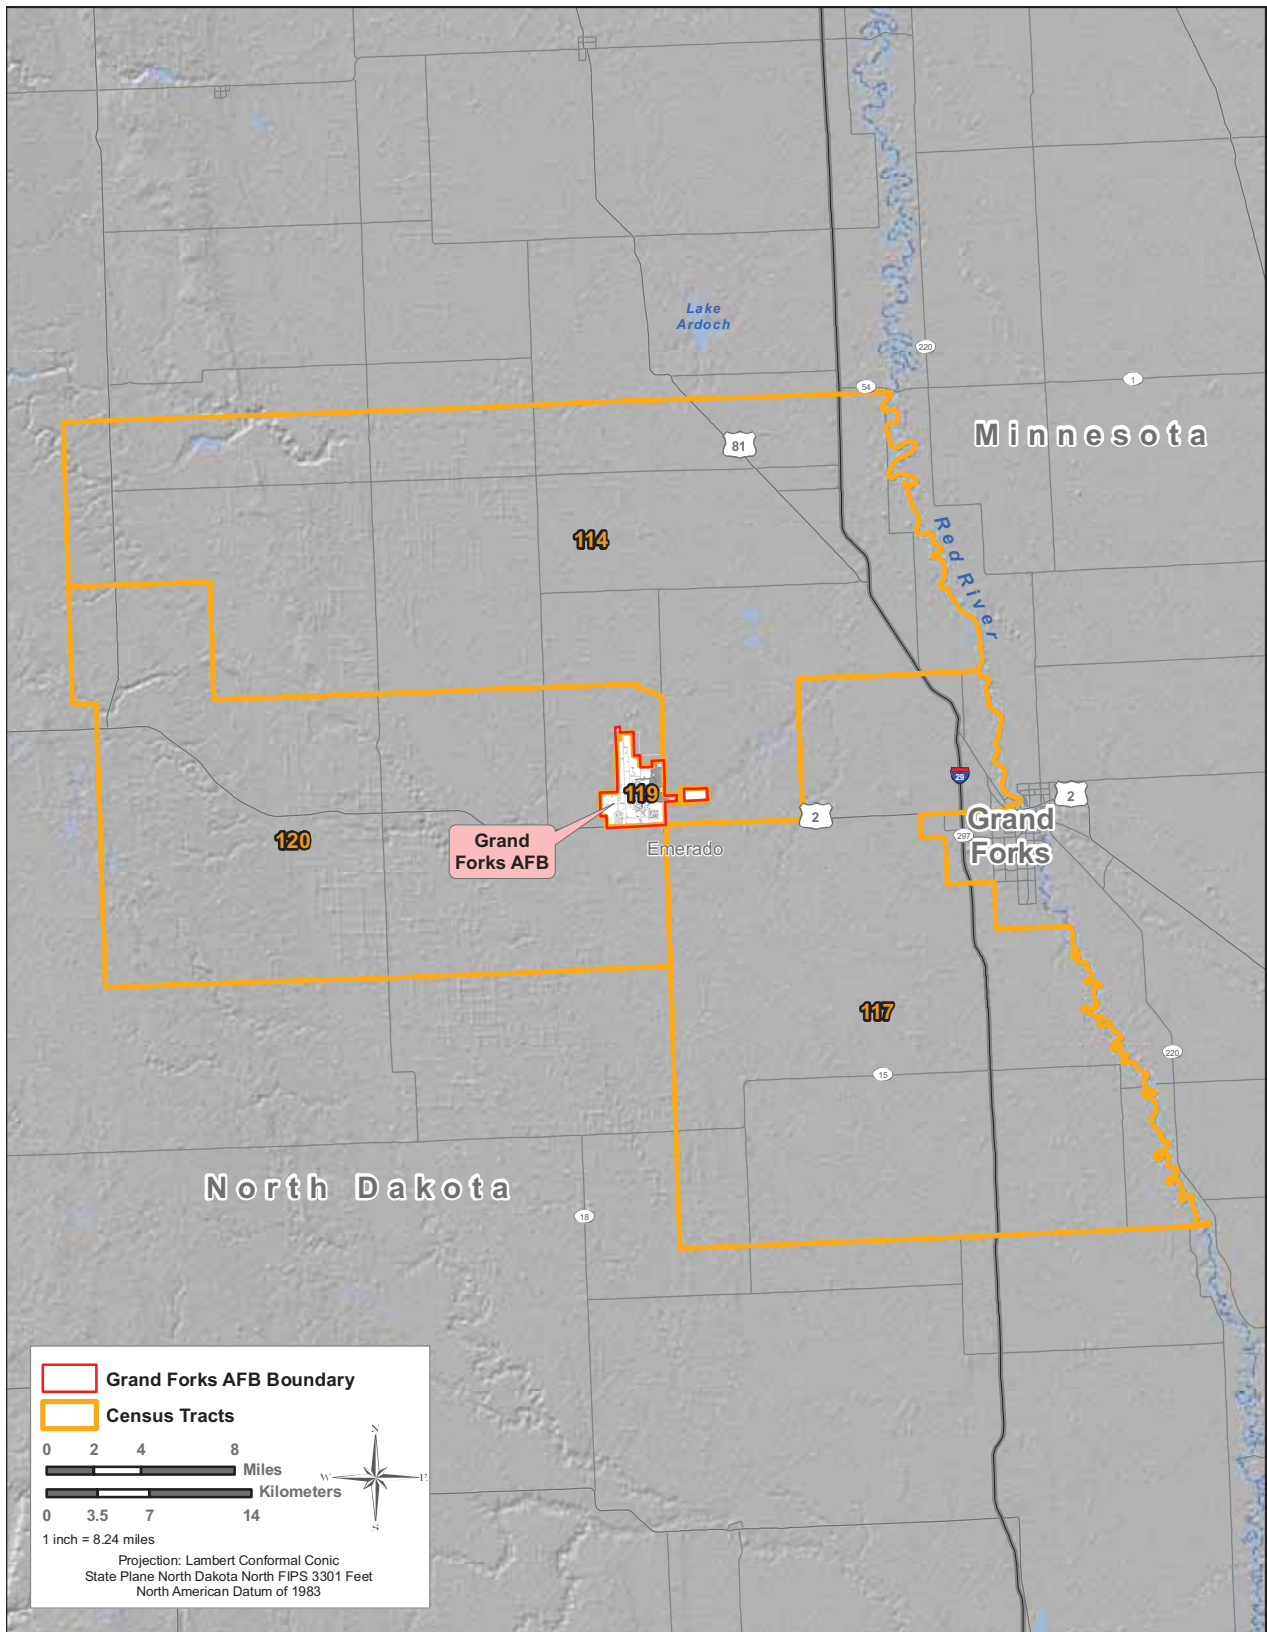 Lake
Ardoch
220
1
54
Minnesota
81
114
Red River
29
2
2
119
120
Grand
Forks AFB
Emerado
Grand
Forks
297
117
220
15
North Dakota
18
Grand Forks AFB Boundary
Census Tracts
0 2 4 8
Miles
Kilometers
0 3.5 7 14
N
W E
S
1 inch = 8.24 miles
Projection: Lambert Conformal Conic
State Plane North Dakota North FIPS 3301 Feet
North American Datum of 1983